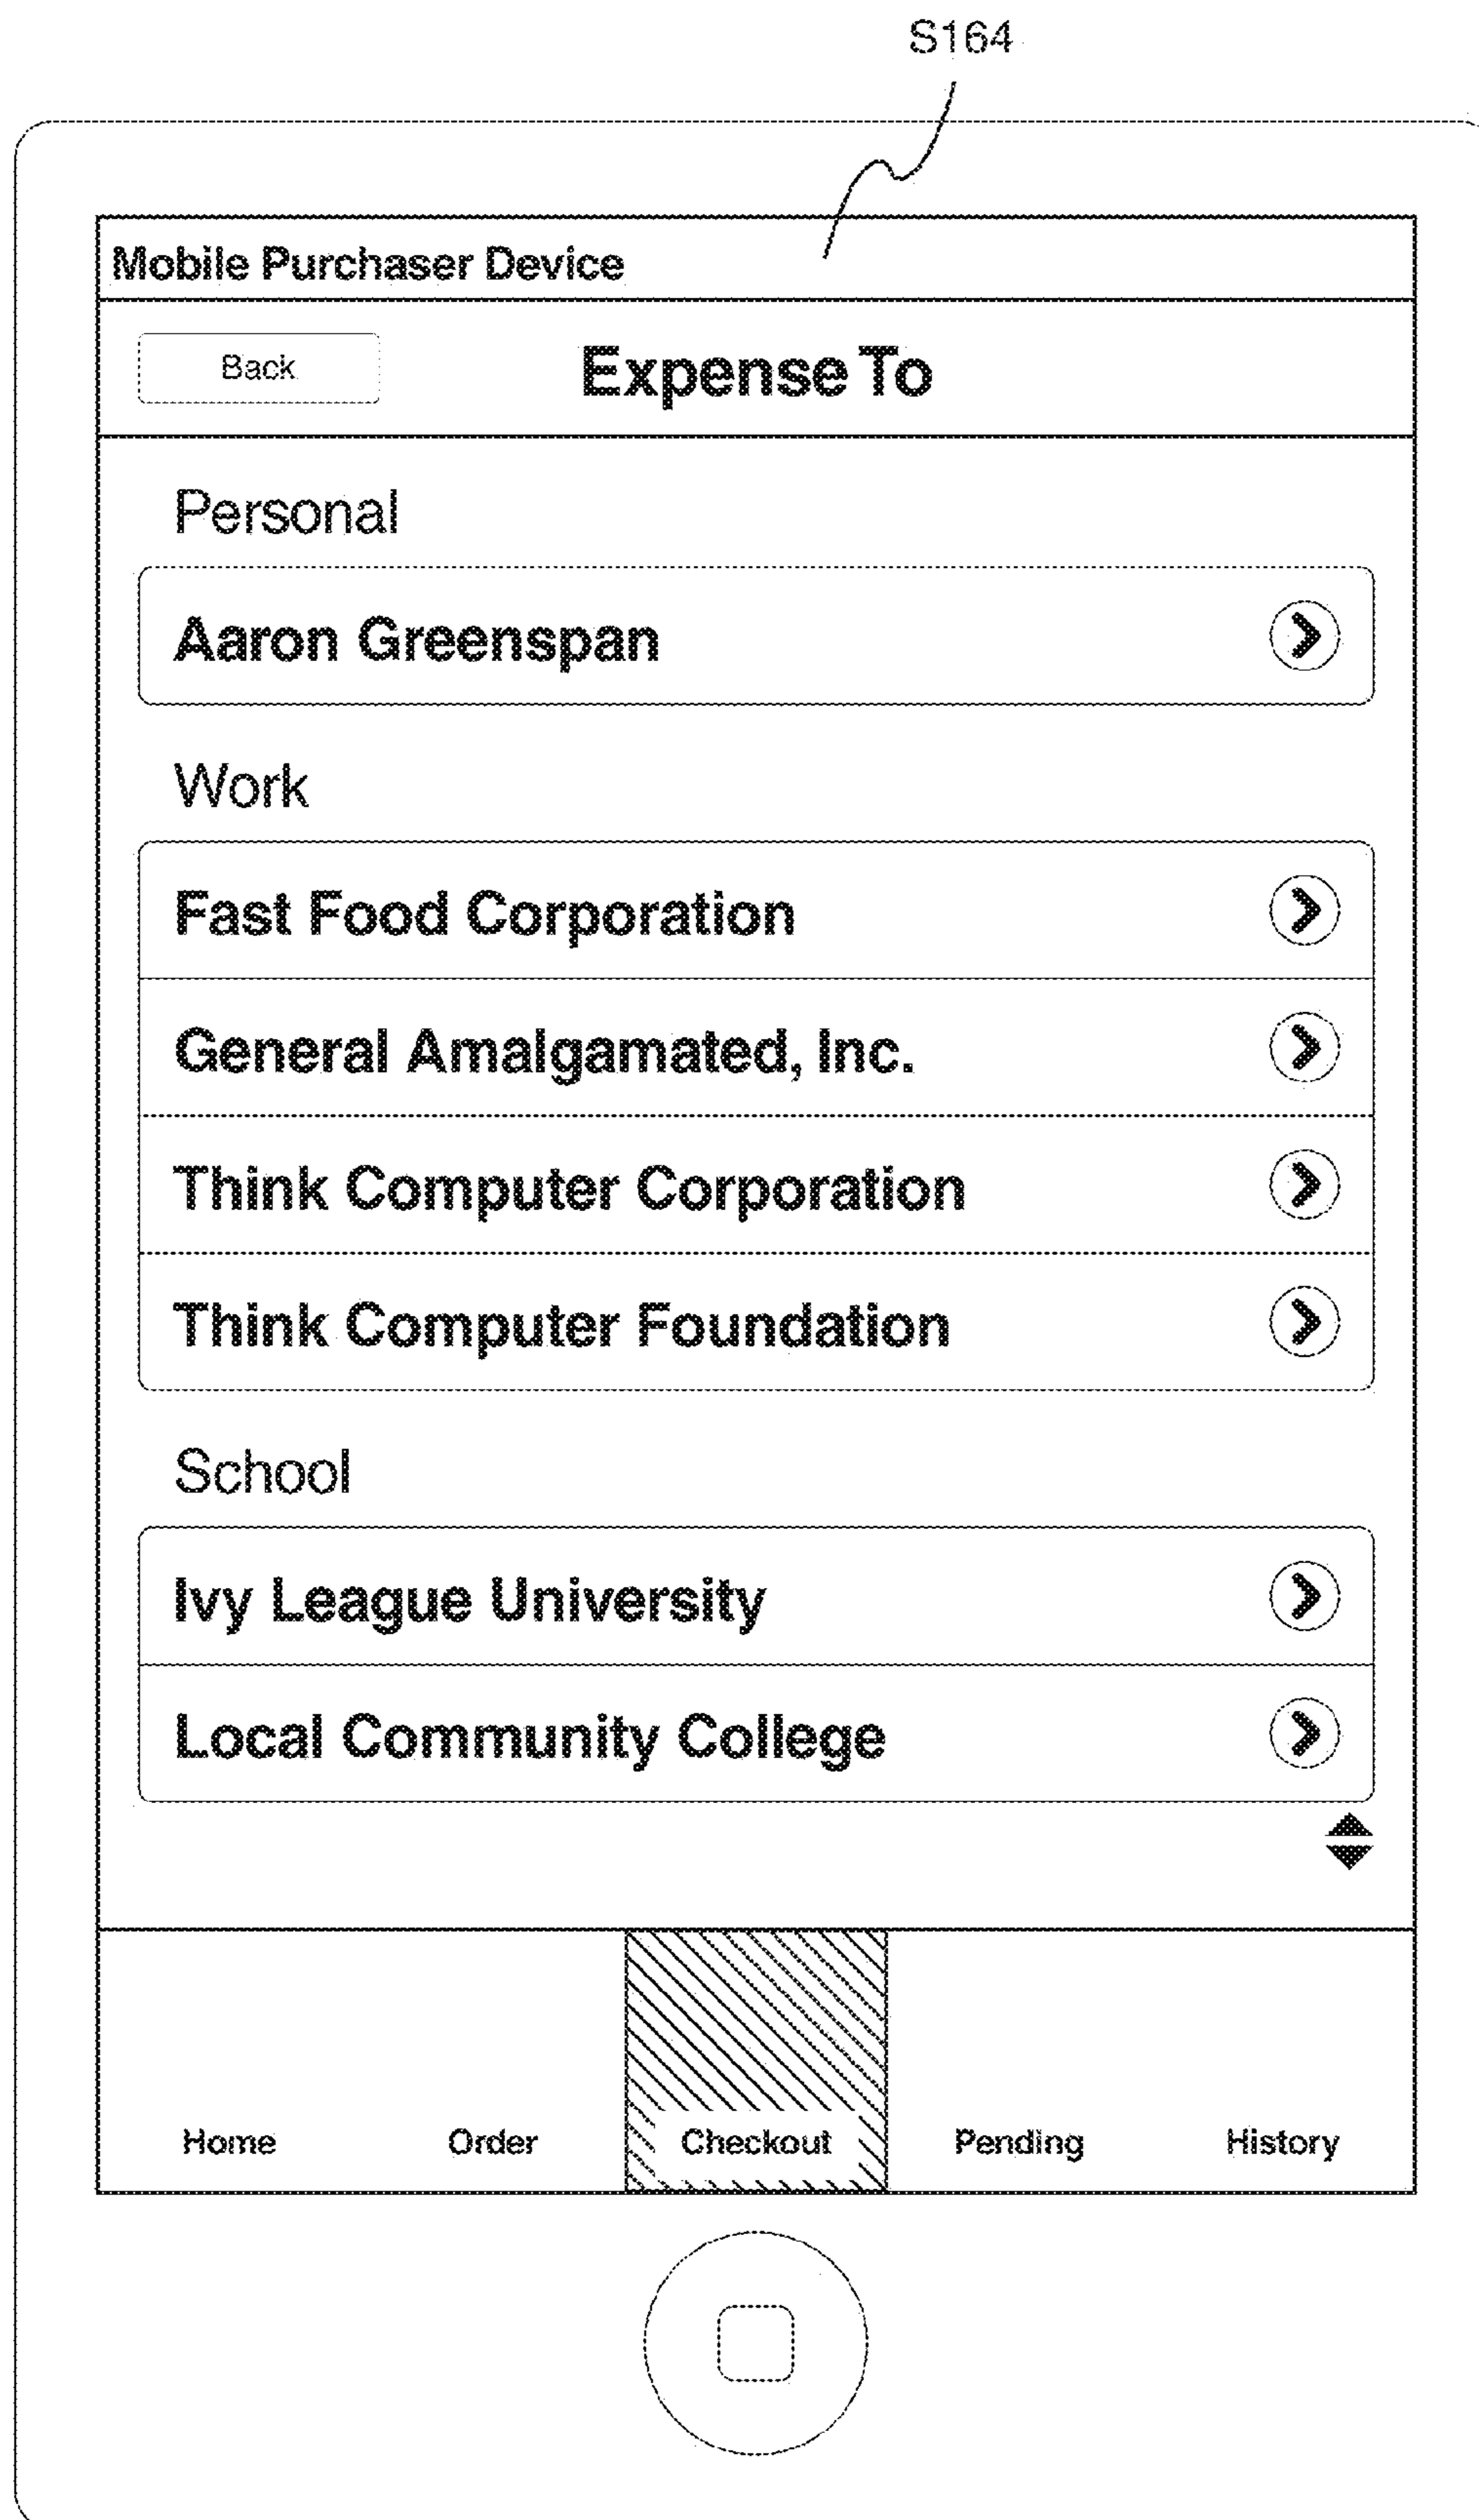 S164
Mobile Purchaser Device
Back
Expense To
Personal
Aaron Greenspan
Work
Fast Food Corporation
General Amalgamated, Inc.
Think Computer Corporation
Think Computer Foundation
School
Ivy League University
Local Community College
Home Order Checkout Pending History